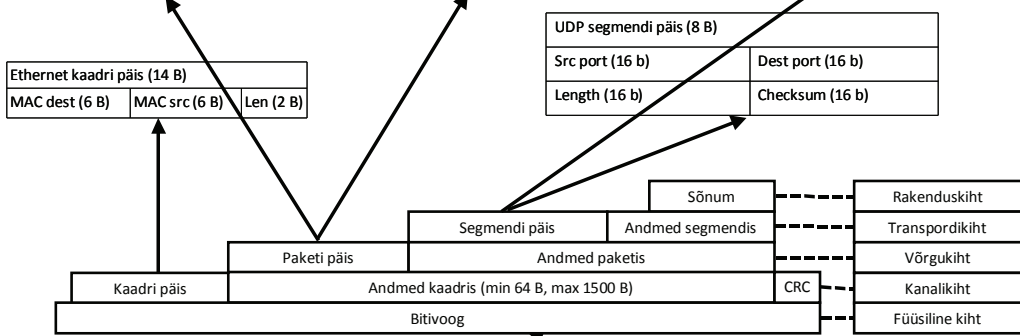 UDP segmendi päis (8 B)
Src port (16 b) Dest port (16 b)
Length (16 b) Checksum (16 b)
Ethernet kaadri päis (14 B)
MAC dest (6 B) MAC src (6 B) Len (2 B)
Sõnum Rakenduskiht
Segmendi päis Andmed segmendis Transpordikiht
Paketi päis Andmed paketis Võrgukiht
Kaadri päis Andmed kaadris (min 64 B, max 1500 B) CRC Kanalikiht
Bitivoog Füüsiline kiht